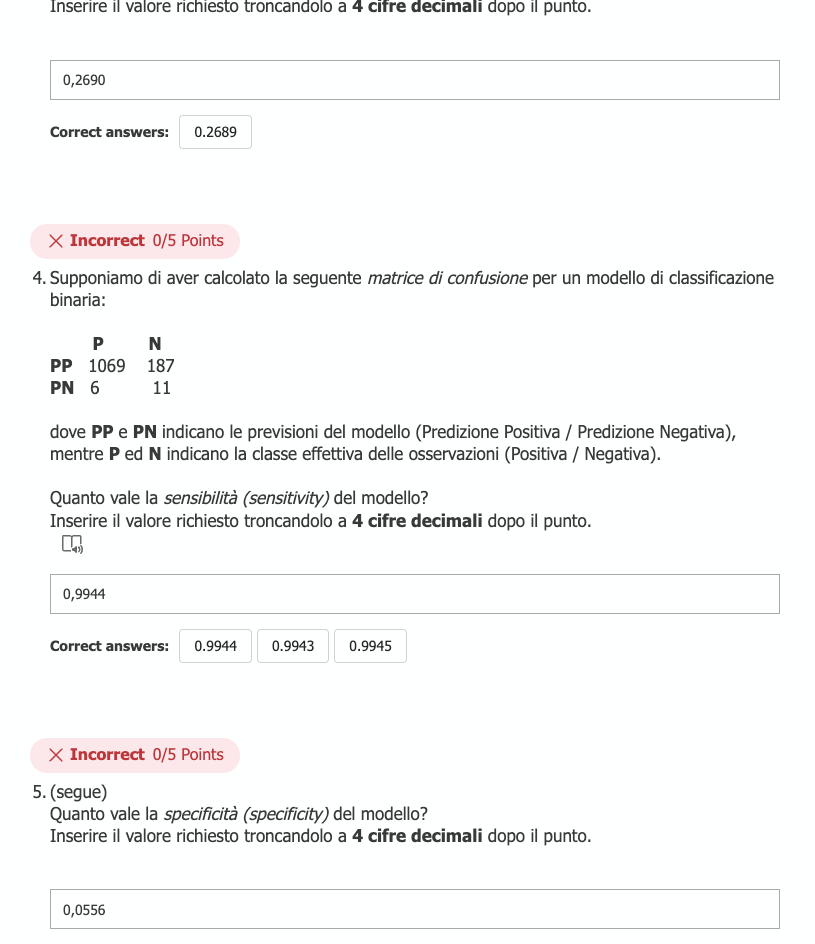 Inserire il valore richiesto troncandolo a 4 cifre decimali dopo il punto.
0,2690
Correct answers: 0.2689
Incorrect 0/5 Points
4. Supponiamo di aver calcolato la seguente matrice di confusione per un modello di classificazione
binaria:
P N
PP 1069 187
PN 6 11
dove PP e PN indicano le previsioni del modello (Predizione Positiva / Predizione Negativa),
mentre P ed N indicano la classe effettiva delle osservazioni (Positiva / Negativa).
Quanto vale la sensibilità (sensitivity) del modello?
Inserire il valore richiesto troncandolo a 4 cifre decimali dopo il punto.
0,9944
Correct answers: 0.9944 0.9943 0.9945
Incorrect 0/5 Points
5. (segue)
Quanto vale la specificità (specificity) del modello?
Inserire il valore richiesto troncandolo a 4 cifre decimali dopo il punto.
0,0556